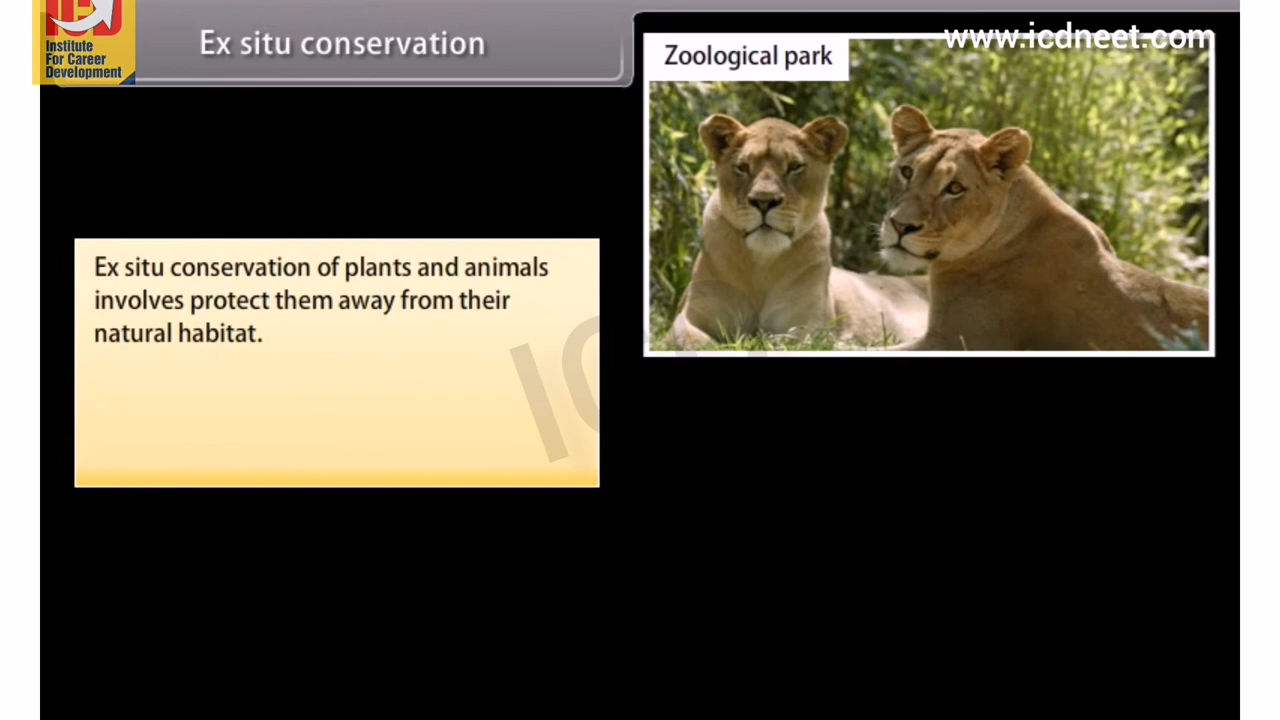 Institute
For Career
Development
Ex situ conservation
www.icdneet.com
Zoological park
Ex situ conservation of plants and animals
involves protect them away from their
natural habitat.